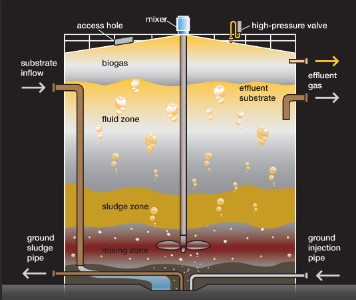 mixer
access hole
high-pressure valve
substrate
inflow
biogas
effluent
gas
effluent
substrate
fluid zone
sludge zone
mixing zone
ground
sludge
pipe
ground
injection
pipe